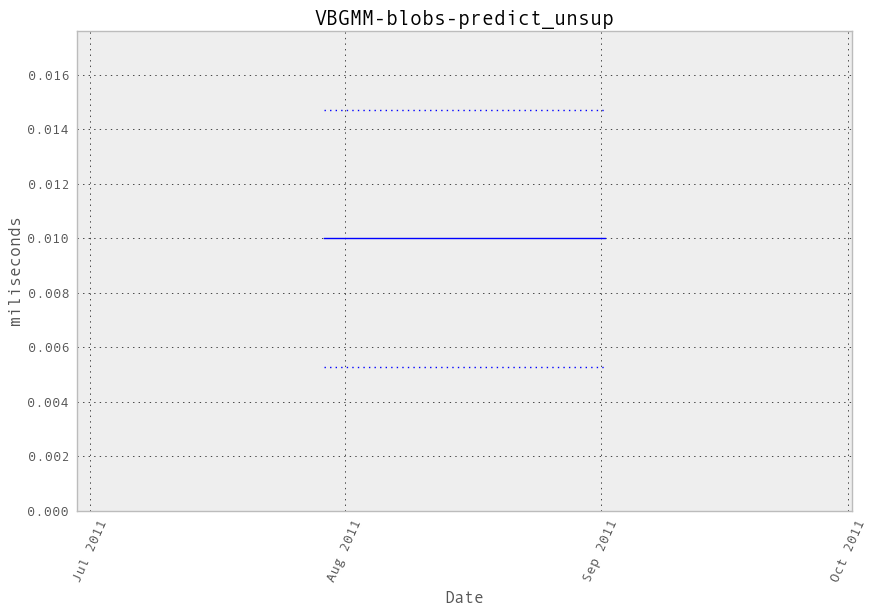 VBGMM-blobs-predict_unsup
0.016
0.014
0.012
0.010
0.008
0.006
0.004
0.002
0.000
miliseconds
Jul 2011
Aug 2011
Sep 2011
Oct 2011
Date